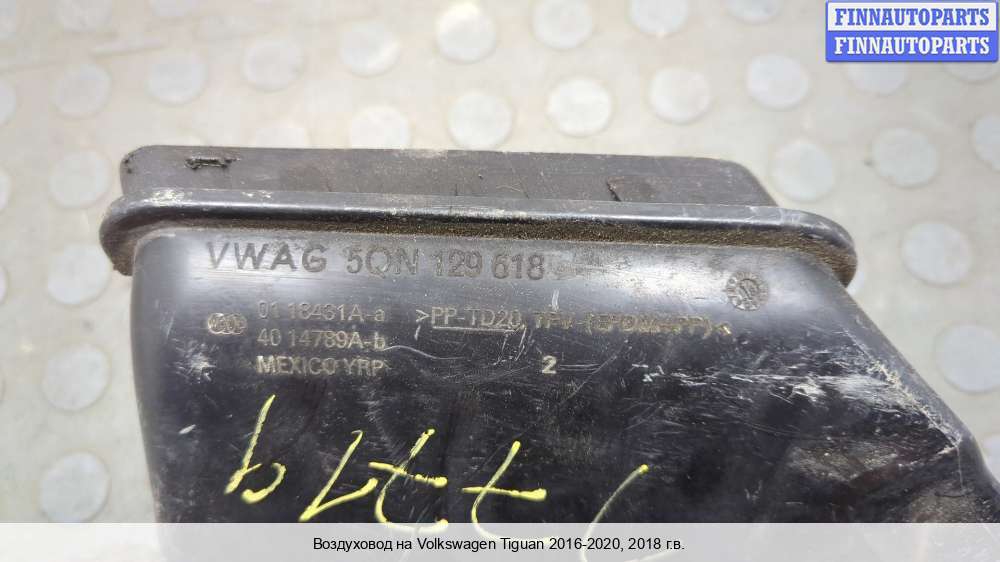 FINNAUTOPARTS
FINNAUTOPARTS
VWAG 5QN 129 618
01 18431A-a >PP-TD20
40 14789A-b
MEXICO YRP 2
Воздуховод на Volkswagen Tiguan 2016-2020, 2018 г.в.